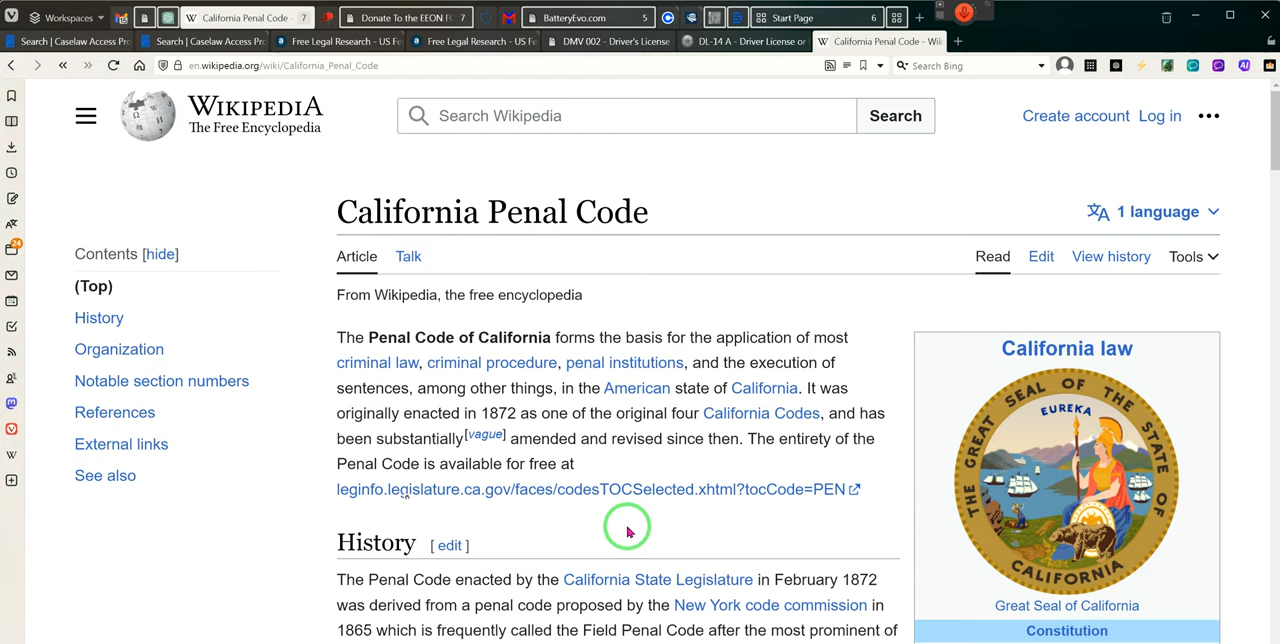 Workspaces
California Penal Code - 7
Donate To the EEON F 7
BatteryEvo.com 5
Start Page 6
Search | Caselaw Access Pro
Search | Caselaw Access Pro
Free Legal Research - US Fe
Free Legal Research - US Fe
DMV 002 - Driver's License
DL-14 A - Driver License or
California Penal Code - Wik
en.wikipedia.org/wiki/California_Penal_Code
Search Bing
AI
24
WIKIPEDIA
The Free Encyclopedia
Search Wikipedia
Search
Create account Log in
California Penal Code
1 language
Contents [hide]
(Top)
History
Organization
Notable section numbers
References
External links
See also
Article Talk
Read Edit View history Tools
From Wikipedia, the free encyclopedia
The Penal Code of California forms the basis for the application of most
criminal law, criminal procedure, penal institutions, and the execution of
sentences, among other things, in the American state of California. It was
originally enacted in 1872 as one of the original four California Codes, and has
been substantially[vague] amended and revised since then. The entirety of the
Penal Code is available for free at
leginfo.legislature.ca.gov/faces/codesTOCSelected.xhtml?tocCode=PEN
History [ edit ]
The Penal Code enacted by the California State Legislature in February 1872
was derived from a penal code proposed by the New York code commission in
1865 which is frequently called the Field Penal Code after the most prominent of
California law
THE GREAT SEAL OF THE STATE OF CALIFORNIA
EUREKA
Great Seal of California
Constitution